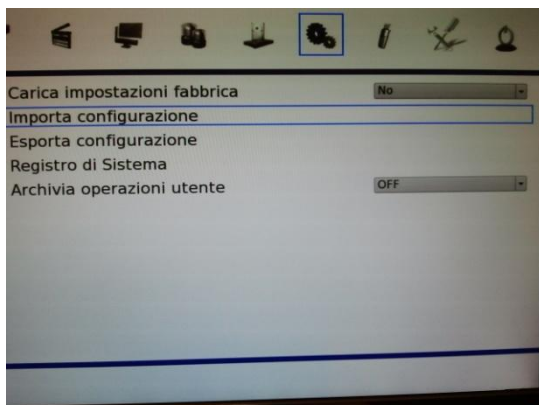 Carica impostazioni fabbrica No
Importa configurazione
Esporta configurazione
Registro di Sistema
Archivia operazioni utente OFF